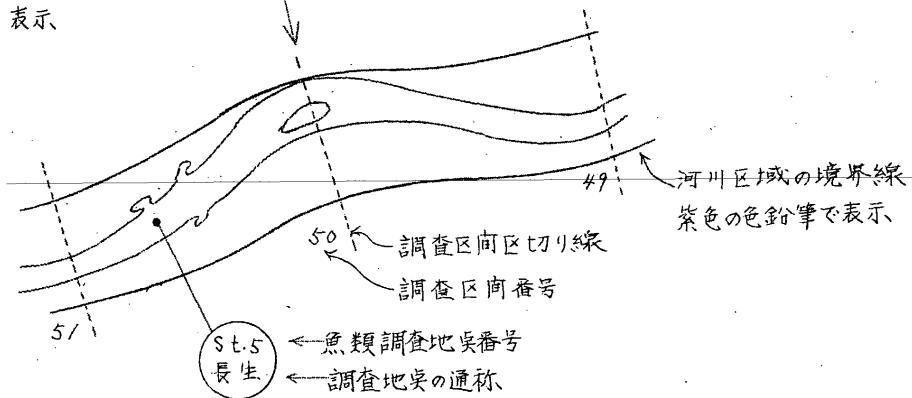 表示
49
河川区域の境界線
紫色の色鉛筆で表示
50
調査区間区切り線
調査区間番号
51
St.5
長生
魚類調査地点番号
調査地点の通称